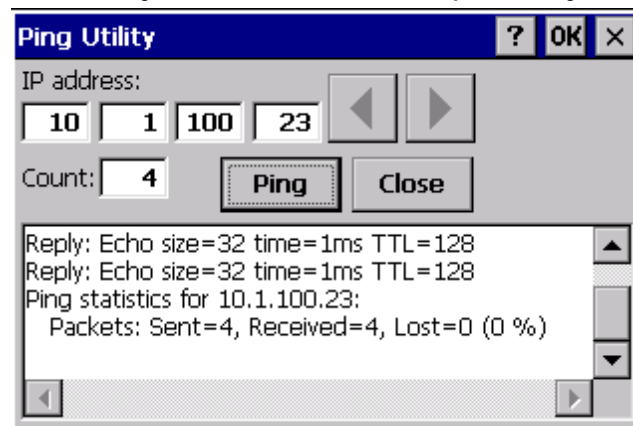 Ping Utility ? OK ×
IP address:
10 1 100 23
Count: 4 Ping Close
Reply: Echo size=32 time=1ms TTL=128
Reply: Echo size=32 time=1ms TTL=128
Ping statistics for 10.1.100.23:
Packets: Sent=4, Received=4, Lost=0 (0 %)